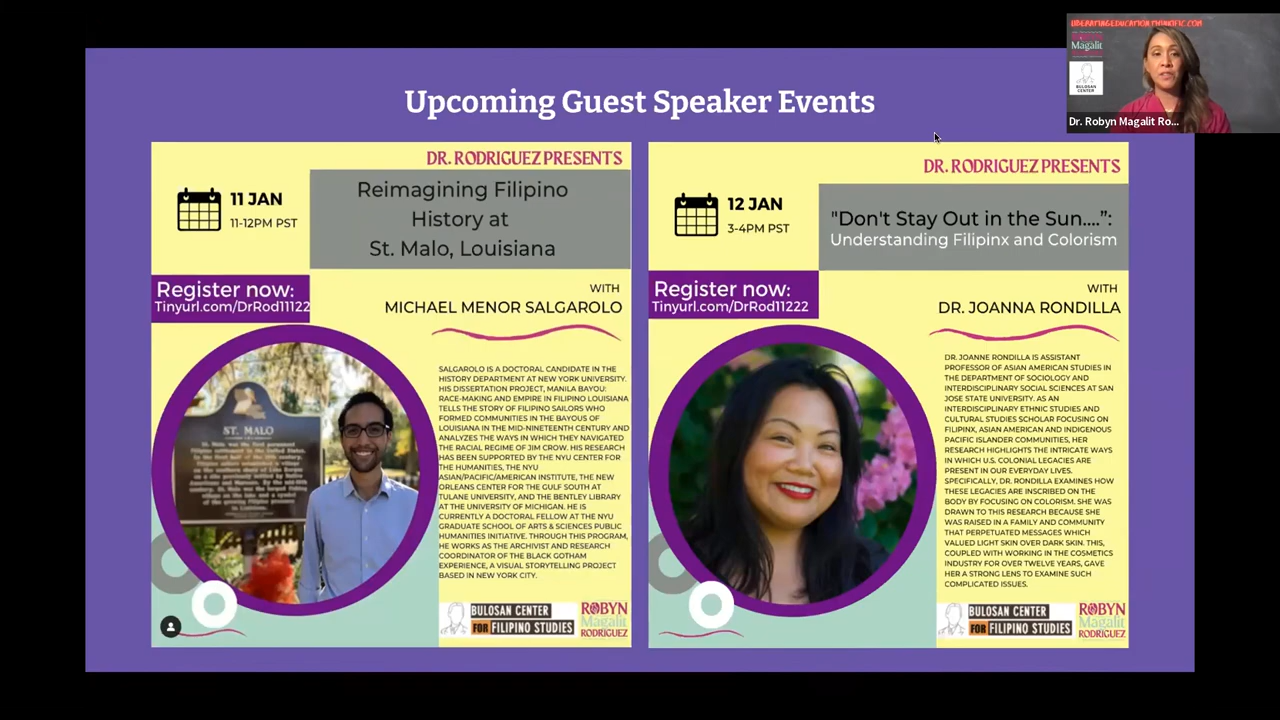 Upcoming Guest Speaker Events
DR. RODRIGUEZ PRESENTS
11 JAN
11-12PM PST
Reimagining Filipino
History at
St. Malo, Louisiana
Register now:
Tinyurl.com/DrRod11122
WITH
MICHAEL MENOR SALGAROLO
SALGAROLO IS A DOCTORAL CANDIDATE IN THE
HISTORY DEPARTMENT AT NEW YORK UNIVERSITY.
HIS DISSERTATION PROJECT, MANILA BAYOU:
RACE-MAKING AND EMPIRE IN FILIPINO LOUISIANA
TELLS THE STORY OF FILIPINO SAILORS WHO
FORMED COMMUNITIES IN THE BAYOUS OF
LOUISIANA IN THE MID-NINETEENTH CENTURY AND
ANALYZES THE WAYS IN WHICH THEY NAVIGATED
THE RACIAL REGIME OF JIM CROW. HIS RESEARCH
HAS BEEN SUPPORTED BY THE NYU CENTER FOR
THE HUMANITIES, THE NYU
ASIAN/PACIFIC/AMERICAN INSTITUTE, THE NEW
ORLEANS CENTER FOR THE GULF SOUTH AT
TULANE UNIVERSITY, AND THE BENTLEY LIBRARY
AT THE UNIVERSITY OF MICHIGAN. HE IS
CURRENTLY A DOCTORAL FELLOW AT THE NYU
GRADUATE SCHOOL OF ARTS & SCIENCES PUBLIC
HUMANITIES INITIATIVE. THROUGH THIS PROGRAM,
HE WORKS AS THE ARCHIVIST AND RESEARCH
COORDINATOR OF THE BLACK GOTHAM
EXPERIENCE, A VISUAL STORYTELLING PROJECT
BASED IN NEW YORK CITY.
ST. MALO
BULOSAN CENTER
FOR FILIPINO STUDIES
ROBYN
Magalit
RODRIGUEZ
DR. RODRIGUEZ PRESENTS
12 JAN
3-4PM PST
"Don't Stay Out in the Sun....”:
Understanding Filipinx and Colorism
Register now:
Tinyurl.com/DrRod11222
WITH
DR. JOANNA RONDILLA
DR. JOANNE RONDILLA IS ASSISTANT
PROFESSOR OF ASIAN AMERICAN STUDIES IN
THE DEPARTMENT OF SOCIOLOGY AND
INTERDISCIPLINARY SOCIAL SCIENCES AT SAN
JOSE STATE UNIVERSITY. AS AN
INTERDISCIPLINARY ETHNIC STUDIES AND
CULTURAL STUDIES SCHOLAR FOCUSING ON
FILIPINX, ASIAN AMERICAN AND INDIGENOUS
PACIFIC ISLANDER COMMUNITIES, HER
RESEARCH HIGHLIGHTS THE INTRICATE WAYS
IN WHICH U.S. COLONIAL LEGACIES ARE
PRESENT IN OUR EVERYDAY LIVES.
SPECIFICALLY, DR. RONDILLA EXAMINES HOW
THESE LEGACIES ARE INSCRIBED ON THE
BODY BY FOCUSING ON COLORISM. SHE WAS
DRAWN TO THIS RESEARCH BECAUSE SHE
WAS RAISED IN A FAMILY AND COMMUNITY
THAT PERPETUATED MESSAGES WHICH
VALUED LIGHT SKIN OVER DARK SKIN. THIS,
COUPLED WITH WORKING IN THE COSMETICS
INDUSTRY FOR OVER TWELVE YEARS, GAVE
HER A STRONG LENS TO EXAMINE SUCH
COMPLICATED ISSUES.
BULOSAN CENTER
FOR FILIPINO STUDIES
ROBYN
Magalit
RODRIGUEZ
Magalit
BULOSAN
CENTER
Dr. Robyn Magalit Ro...